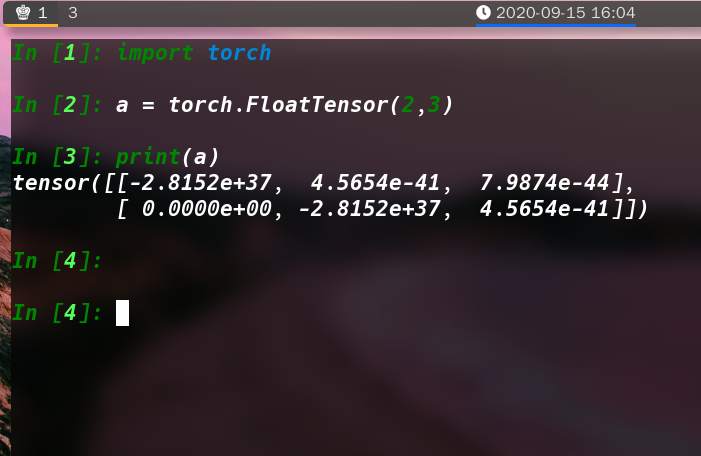 1 3 2020-09-15 16:04
In [1]: import torch
In [2]: a = torch.FloatTensor(2,3)
In [3]: print(a)
tensor([[-2.8152e+37,  4.5654e-41,  7.9874e-44],
        [ 0.0000e+00, -2.8152e+37,  4.5654e-41]])
In [4]:
In [4]: